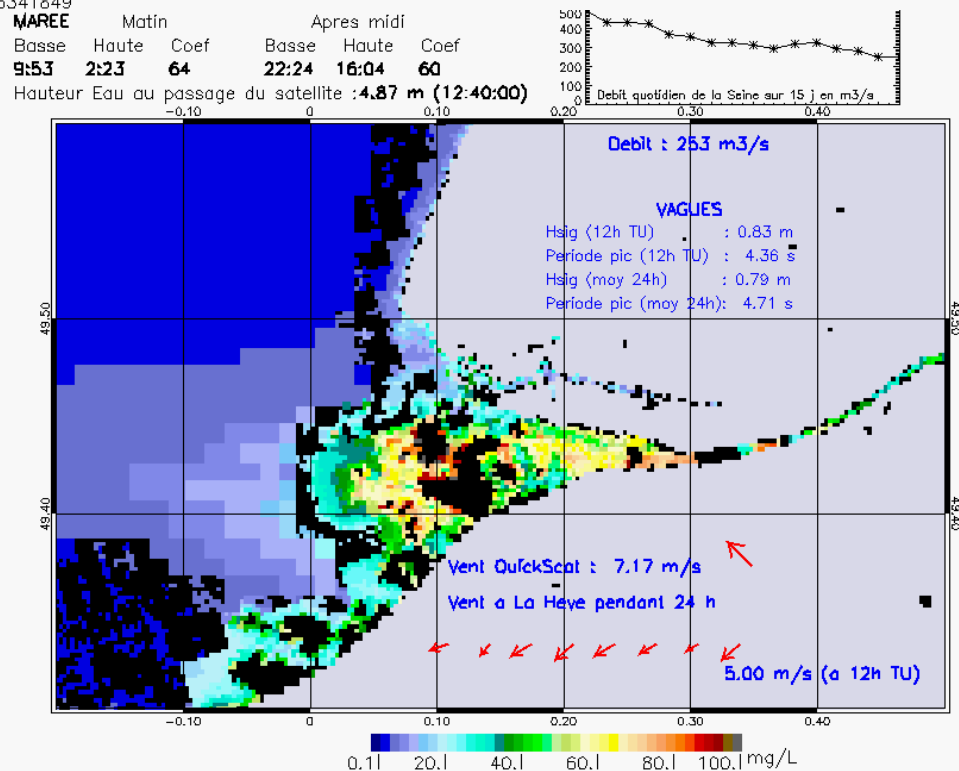 MAREE Matin Apres midi
Basse Haute Coef Basse Haute Coef
9:53 2:23 64 22:24 16:04 60
Hauteur Eau au passage du satellite : 4.87 m (12:40:00)
500
400
300
200
100
0
Debit quotidien de la Seine sur 15 j en m3/s
-0.10 0 0.10 0.20 0.30 0.40
Debit : 253 m3/s
VAGUES
Hsig (12h TU) : 0.83 m
Periode pic (12h TU) : 4.36 s
Hsig (moy 24h) : 0.79 m
Periode pic (moy 24h): 4.71 s
49.50 49.50
49.40 49.40
Vent QuickScat : 7.17 m/s
Vent a La Heve pendant 24 h
5.00 m/s (a 12h TU)
-0.10 0 0.10 0.20 0.30 0.40
0.1| 20.| 40.| 60.| 80.| 100.| mg/L